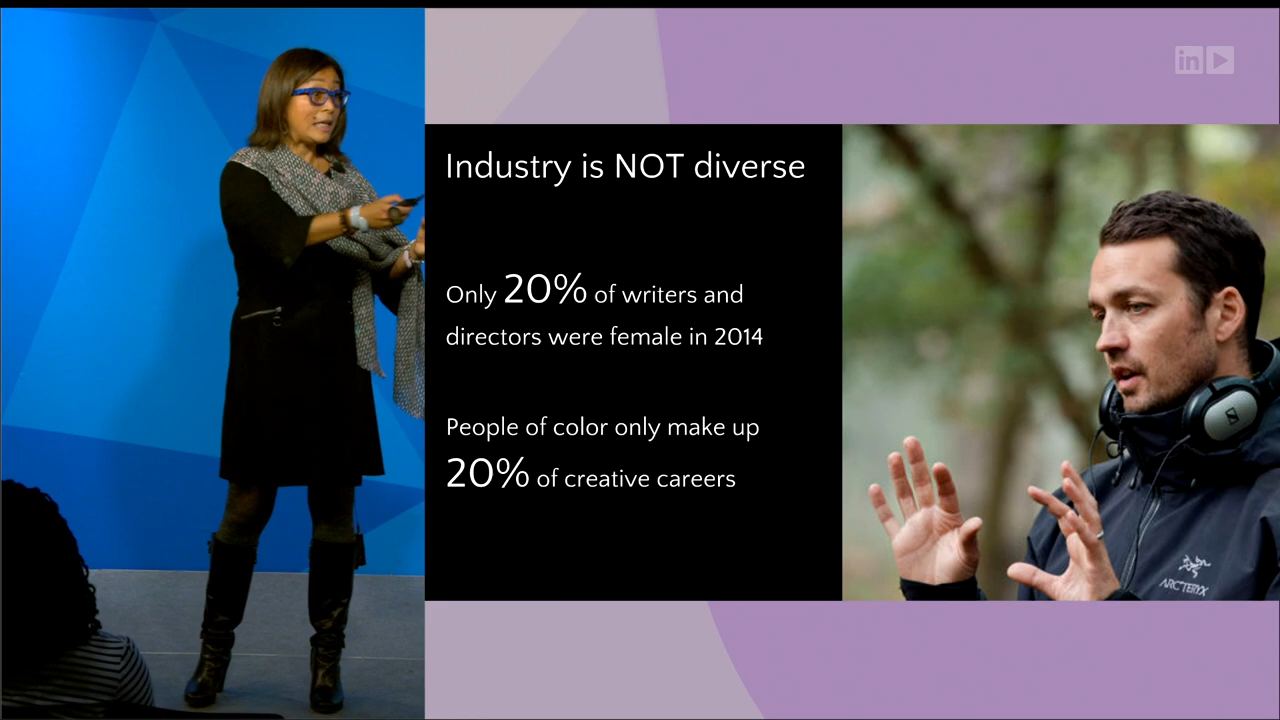 in
Industry is NOT diverse
Only 20% of writers and
directors were female in 2014
People of color only make up
20% of creative careers
ARC'TERYX